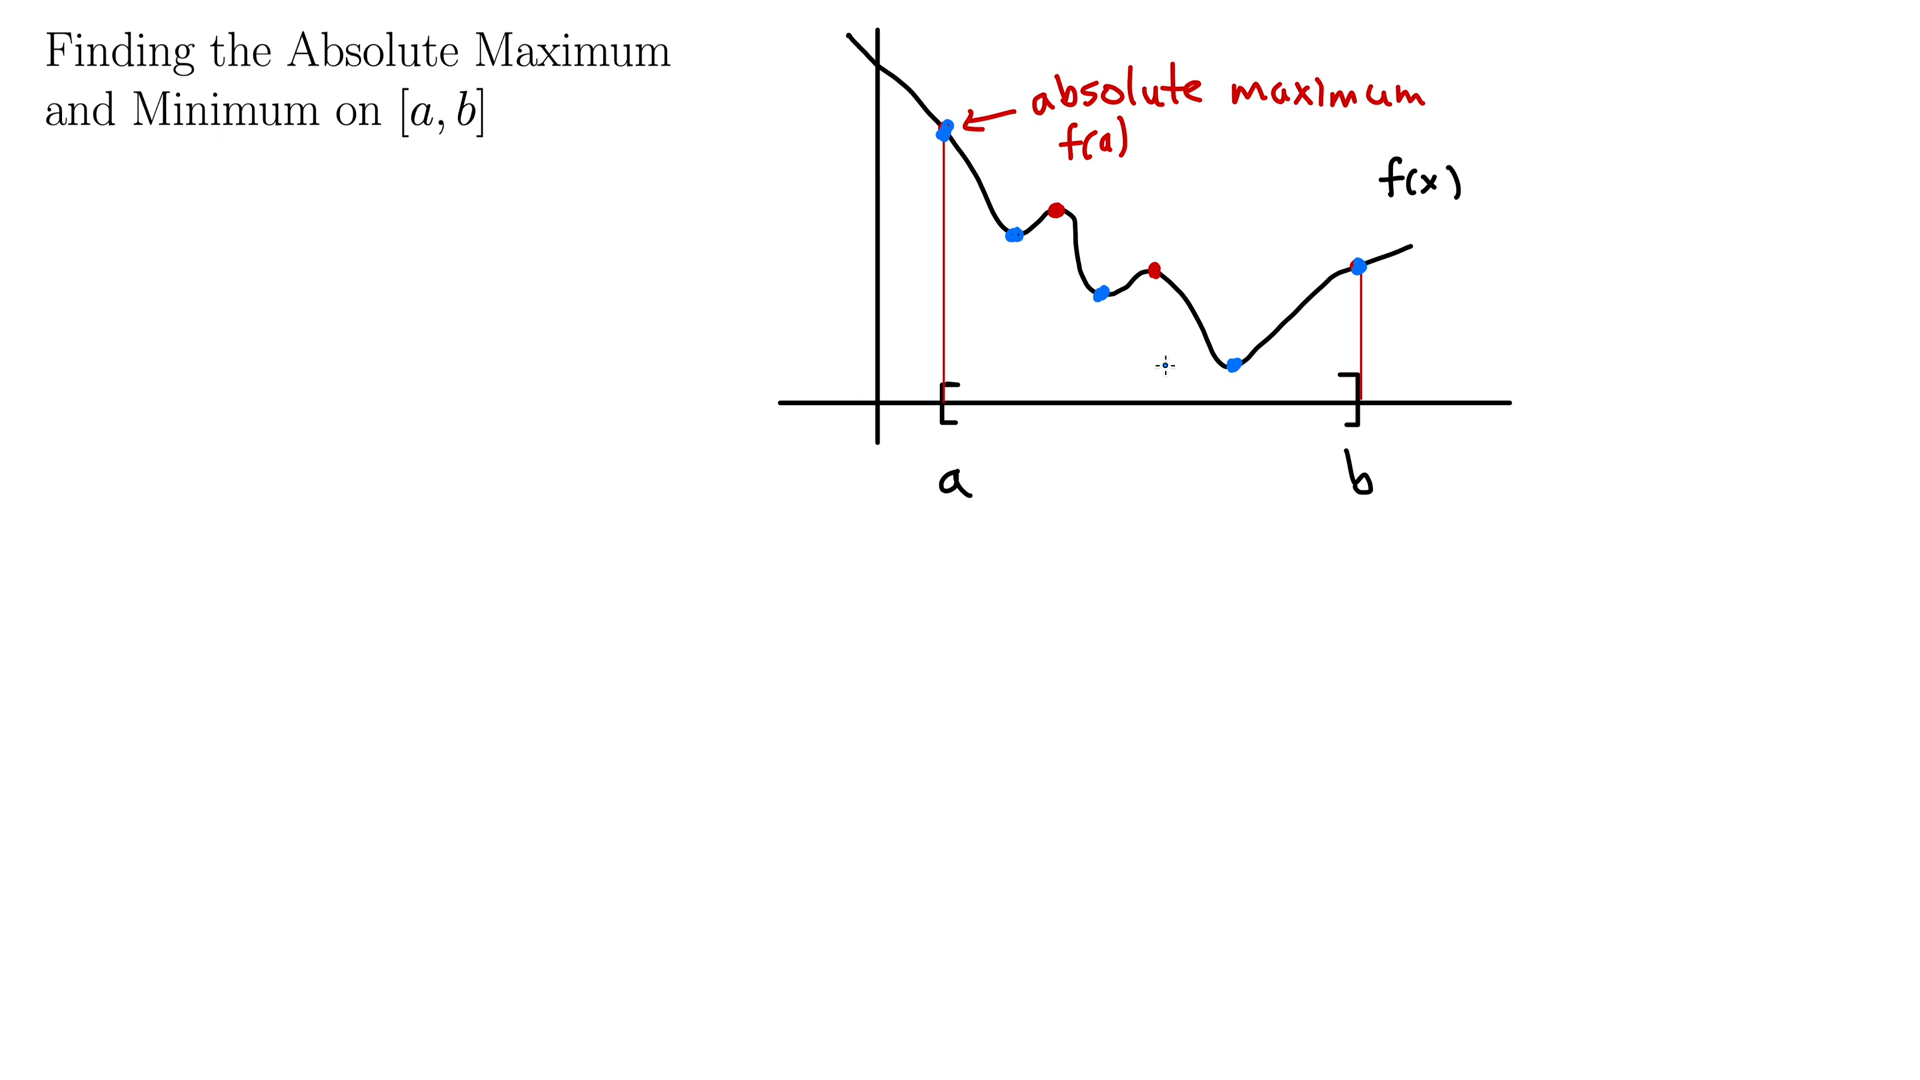 Finding the Absolute Maximum
and Minimum on [a, b]
absolute maximum
f(a)
f(x)
[
]
a
b